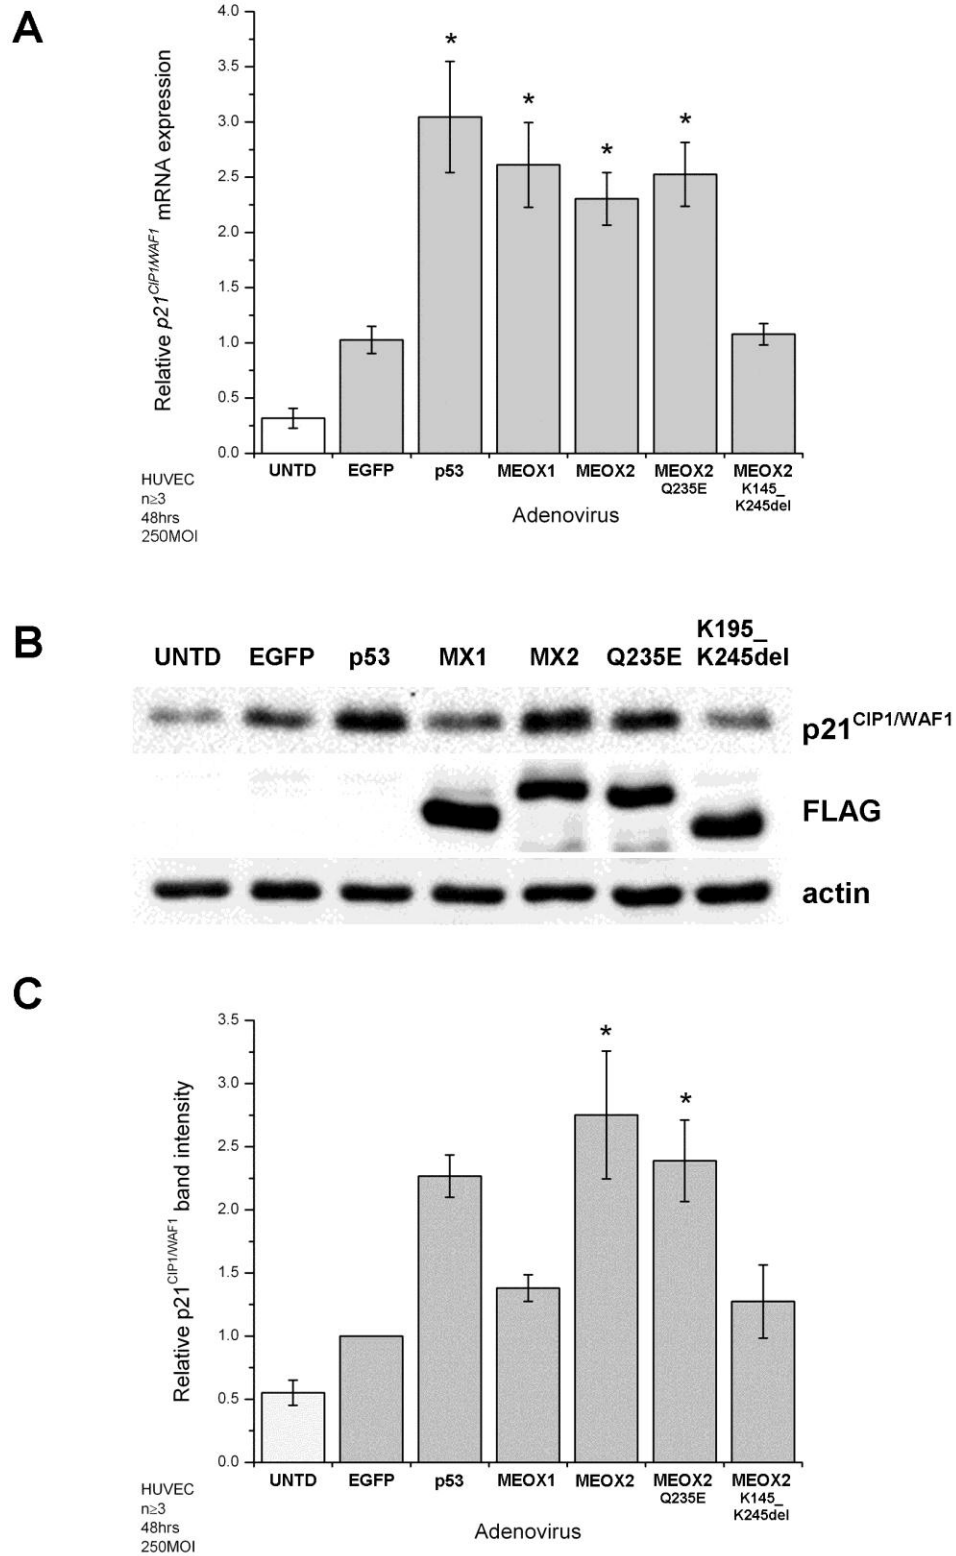 A
4.0
3.5
3.0
2.5
2.0
1.5
1.0
0.5
0.0
Relative p21CIP1/WAF1 mRNA expression
*
*
*
*
UNTD EGFP p53 MEOX1 MEOX2 MEOX2 MEOX2
Q235E K145_
K245del
HUVEC
n≥3
48hrs
250MOI
Adenovirus
B
K195_
UNTD EGFP p53 MX1 MX2 Q235E K245del
p21CIP1/WAF1
FLAG
actin
C
3.5
3.0
2.5
2.0
1.5
1.0
0.5
0.0
Relative p21CIP1/WAF1 band intensity
*
*
UNTD EGFP p53 MEOX1 MEOX2 MEOX2 MEOX2
Q235E K145_
K245del
HUVEC
n≥3
48hrs
250MOI
Adenovirus